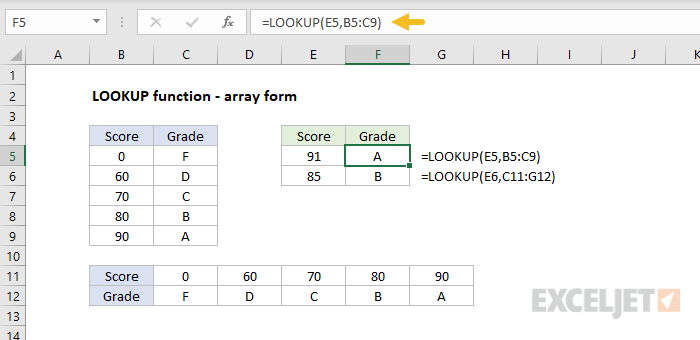 F5 fx =LOOKUP(E5,B5:C9)
A B C D E F G H I J K
1
2 LOOKUP function - array form
3
4 Score Grade Score Grade
5 0 F 91 A =LOOKUP(E5,B5:C9)
6 60 D 85 B =LOOKUP(E6,C11:G12)
7 70 C
8 80 B
9 90 A
10
11 Score 0 60 70 80 90
12 Grade F D C B A
13
14
EXCELJET